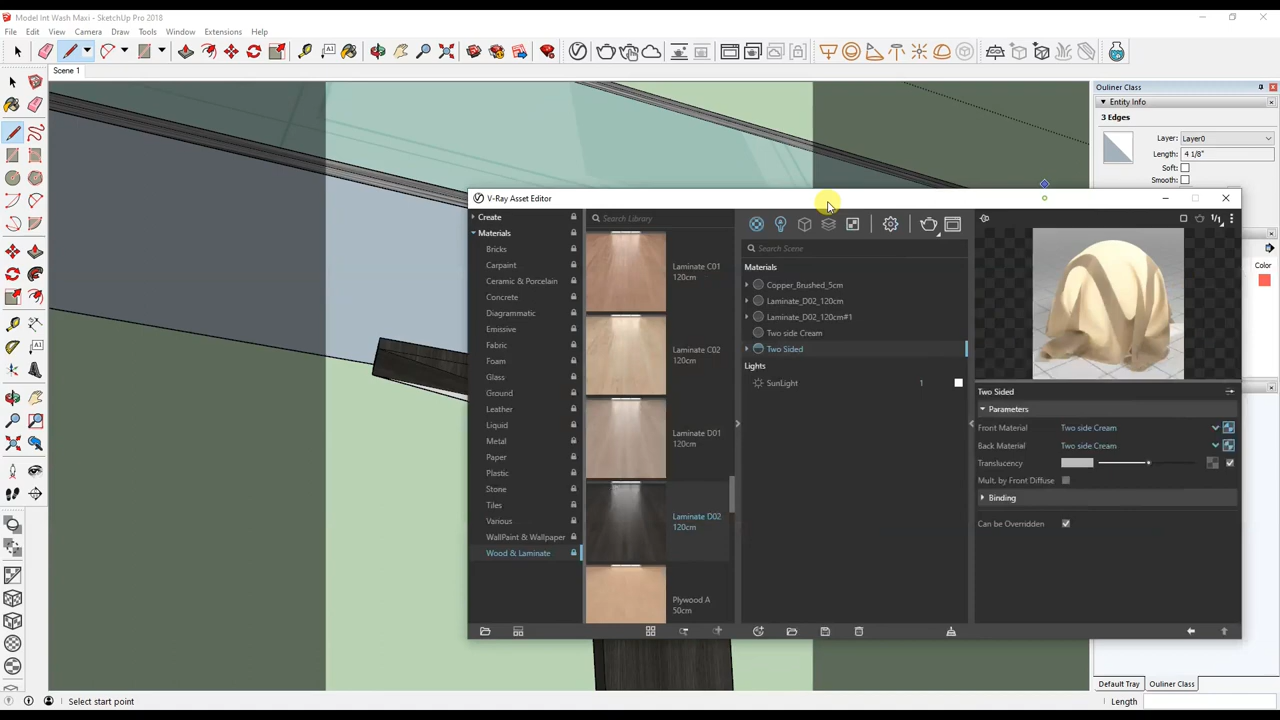 Model Int Wash Maxi - SketchUp Pro 2018
File Edit View Camera Draw Tools Window Extensions Help
Scene 1
Outliner Class
Entity Info
3 Edges
Layer: Layer0
Length: 4 1/8"
Soft:
Smooth:
Color
V-Ray Asset Editor
Create
Materials
Bricks
Carpaint
Ceramic & Porcelain
Concrete
Diagrammatic
Emissive
Fabric
Foam
Glass
Ground
Leather
Liquid
Metal
Paper
Plastic
Stone
Tiles
Various
WallPaint & Wallpaper
Wood & Laminate
Search Library
Laminate C01
120cm
Laminate C02
120cm
Laminate D01
120cm
Laminate D02
120cm
Plywood A
50cm
Search Scene
Materials
Copper_Brushed_5cm
Laminate_D02_120cm
Laminate_D02_120cm#1
Two side Cream
Two Sided
Lights
SunLight 1
1/1
Two Sided
Parameters
Front Material Two side Cream
Back Material Two side Cream
Translucency
Mult. by Front Diffuse
Binding
Can be Overridden
Default Tray Outliner Class
Select start point
Length